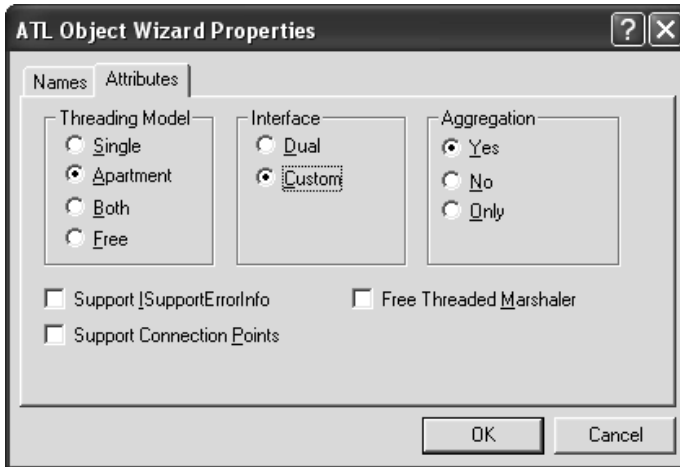 ATL Object Wizard Properties
Names Attributes
Threading Model Interface Aggregation
Single Dual Yes
Apartment Custom No
Both Only
Free
Support ISupportErrorInfo Free Threaded Marshaler
Support Connection Points
OK Cancel